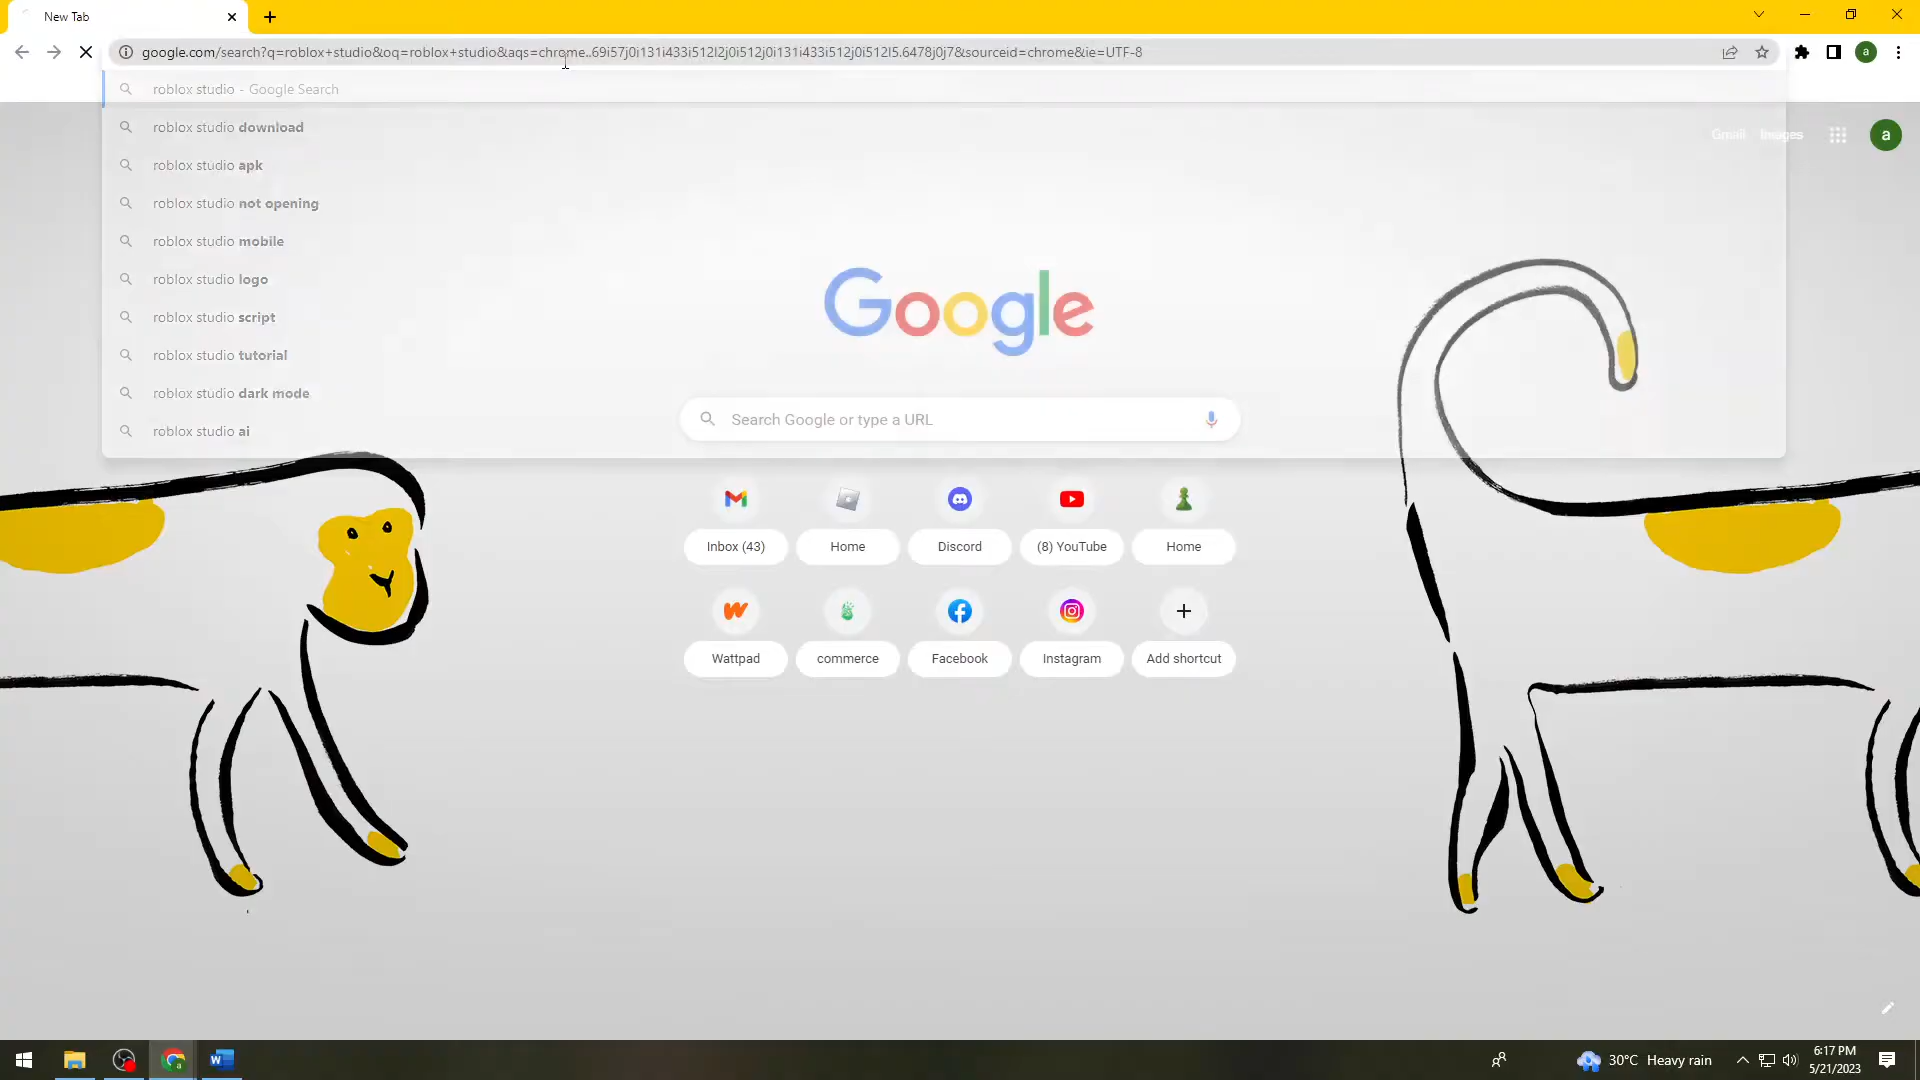 New Tab
google.com/search?q=roblox+studio&oq=roblox+studio&aqs=chrome..69i57j0i131i433i512l2j0i512j0i131i433i512j0i512l5.6478j0j7&sourceid=chrome&ie=UTF-8
a
roblox studio - Google Search
roblox studio download
Gmail Images
a
roblox studio apk
roblox studio not opening
roblox studio mobile
roblox studio logo
roblox studio script
roblox studio tutorial
roblox studio dark mode
roblox studio ai
Google
Search Google or type a URL
Inbox (43) Home Discord (8) YouTube Home
Wattpad commerce Facebook Instagram Add shortcut
30°C Heavy rain
6:17 PM
5/21/2023